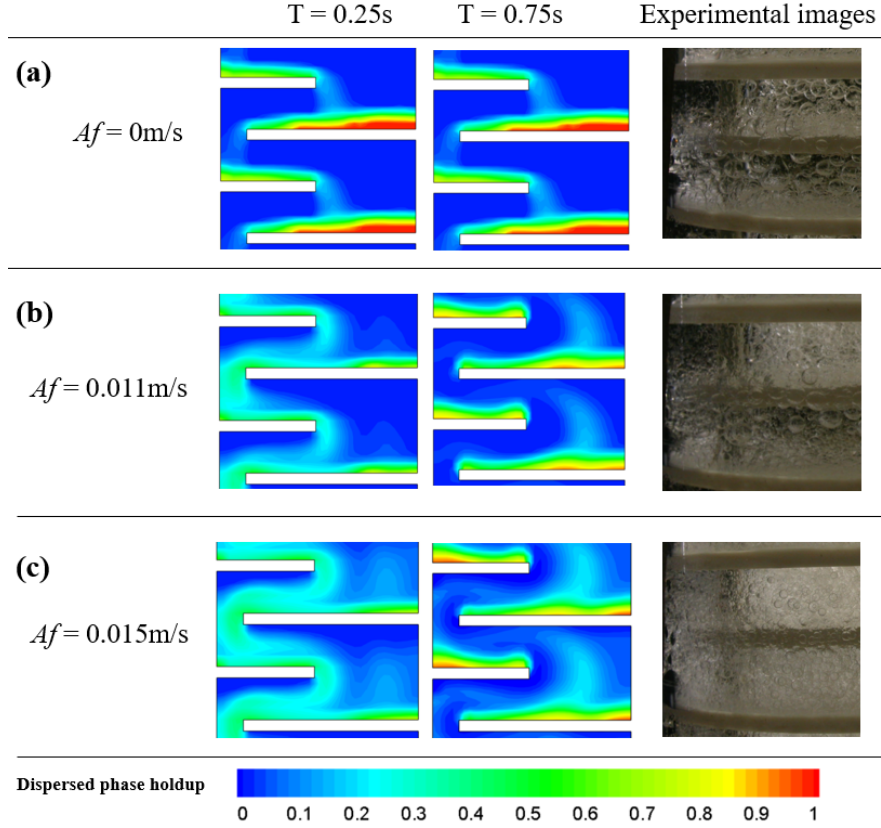 T = 0.25s T = 0.75s Experimental images
(a)
Af = 0m/s
(b)
Af = 0.011m/s
(c)
Af = 0.015m/s
Dispersed phase holdup
0 0.1 0.2 0.3 0.4 0.5 0.6 0.7 0.8 0.9 1